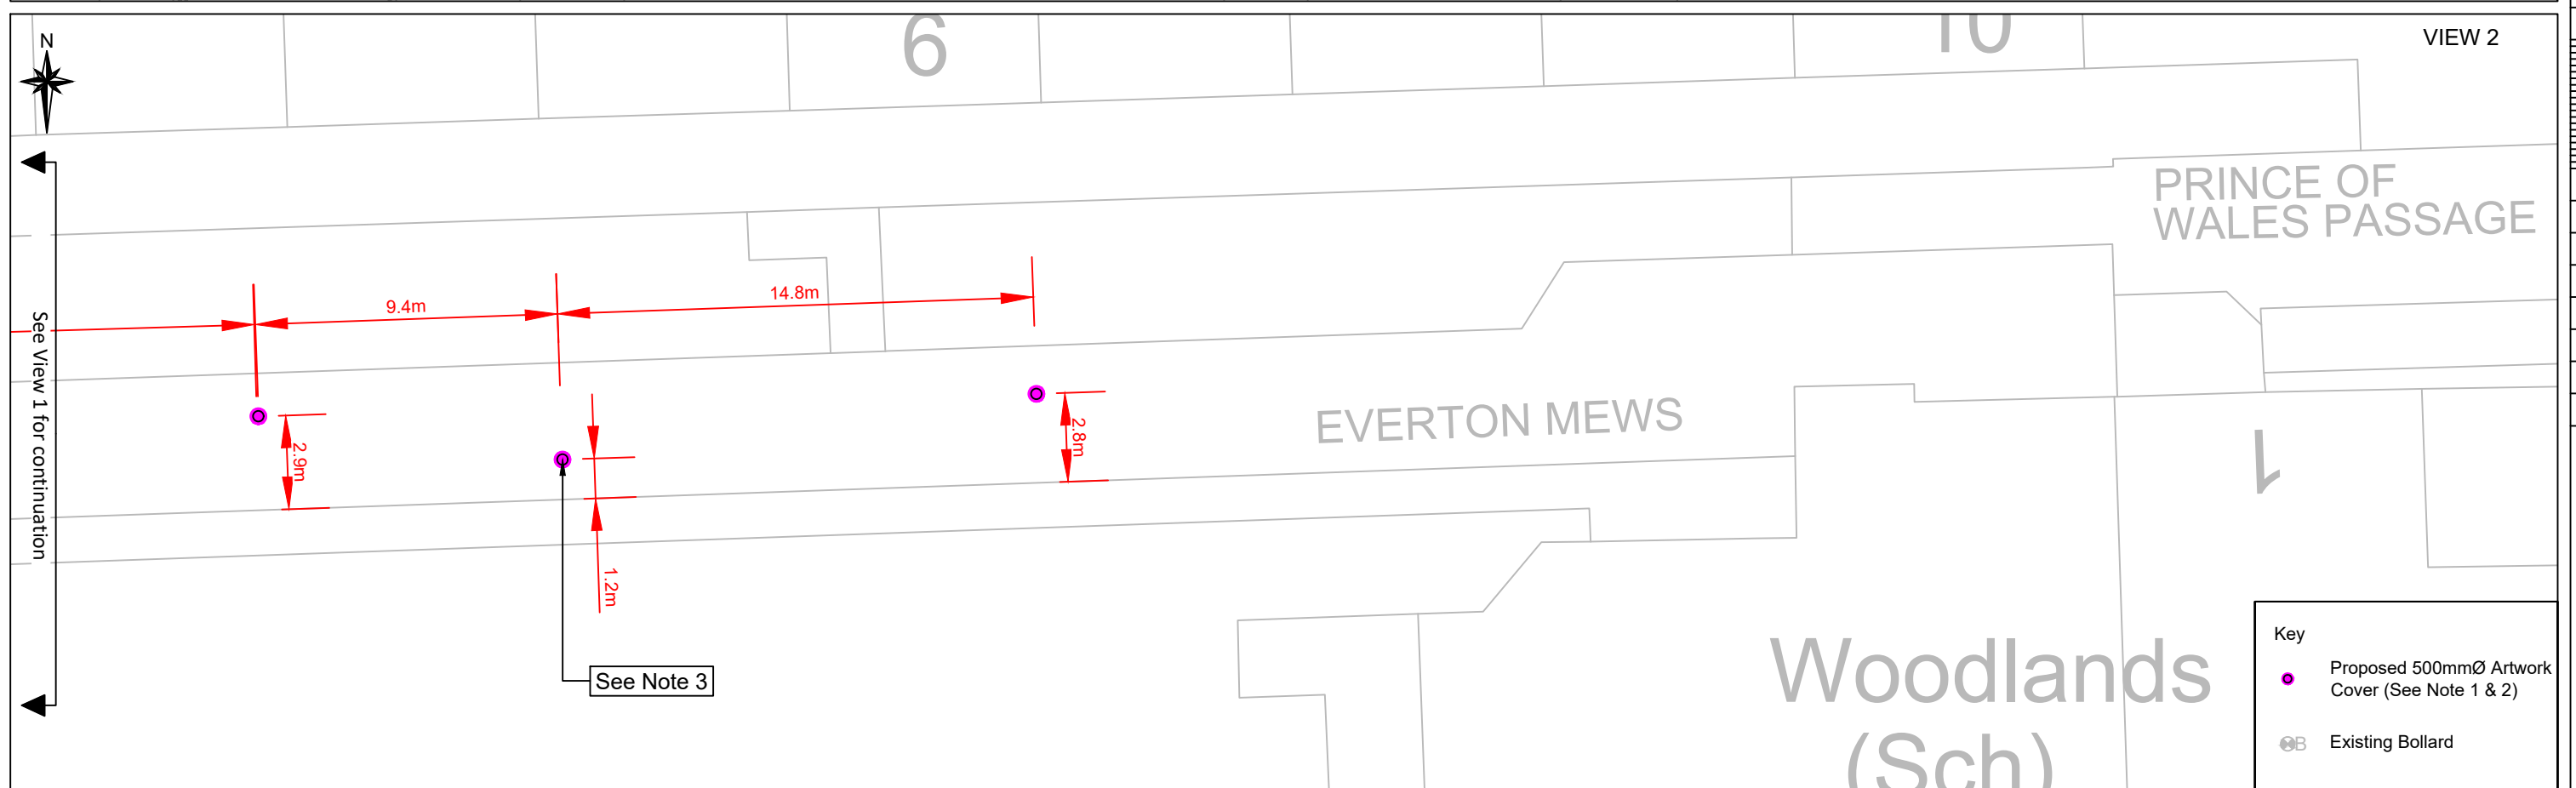 N
6
10
VIEW 2
PRINCE OF
WALES PASSAGE
9.4m
14.8m
See View 1 for continuation
2.9m
2.8m
EVERTON MEWS
1
1.2m
See Note 3
Woodlands
(Sch)
Key
Proposed 500mmØ Artwork
Cover (See Note 1 & 2)
B
Existing Bollard